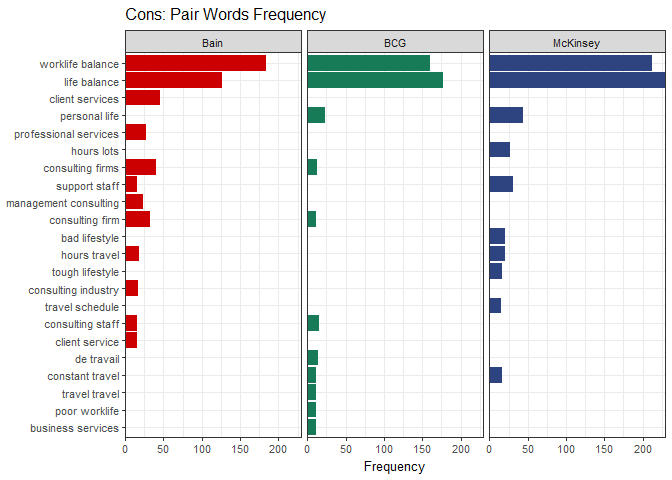 Cons: Pair Words Frequency
Bain BCG McKinsey
worklife balance
life balance
client services
personal life
professional services
hours lots
consulting firms
support staff
management consulting
consulting firm
bad lifestyle
hours travel
tough lifestyle
consulting industry
travel schedule
consulting staff
client service
de travail
constant travel
travel travel
poor worklife
business services
0 50 100 150 200 0 50 100 150 200 0 50 100 150 200
Frequency